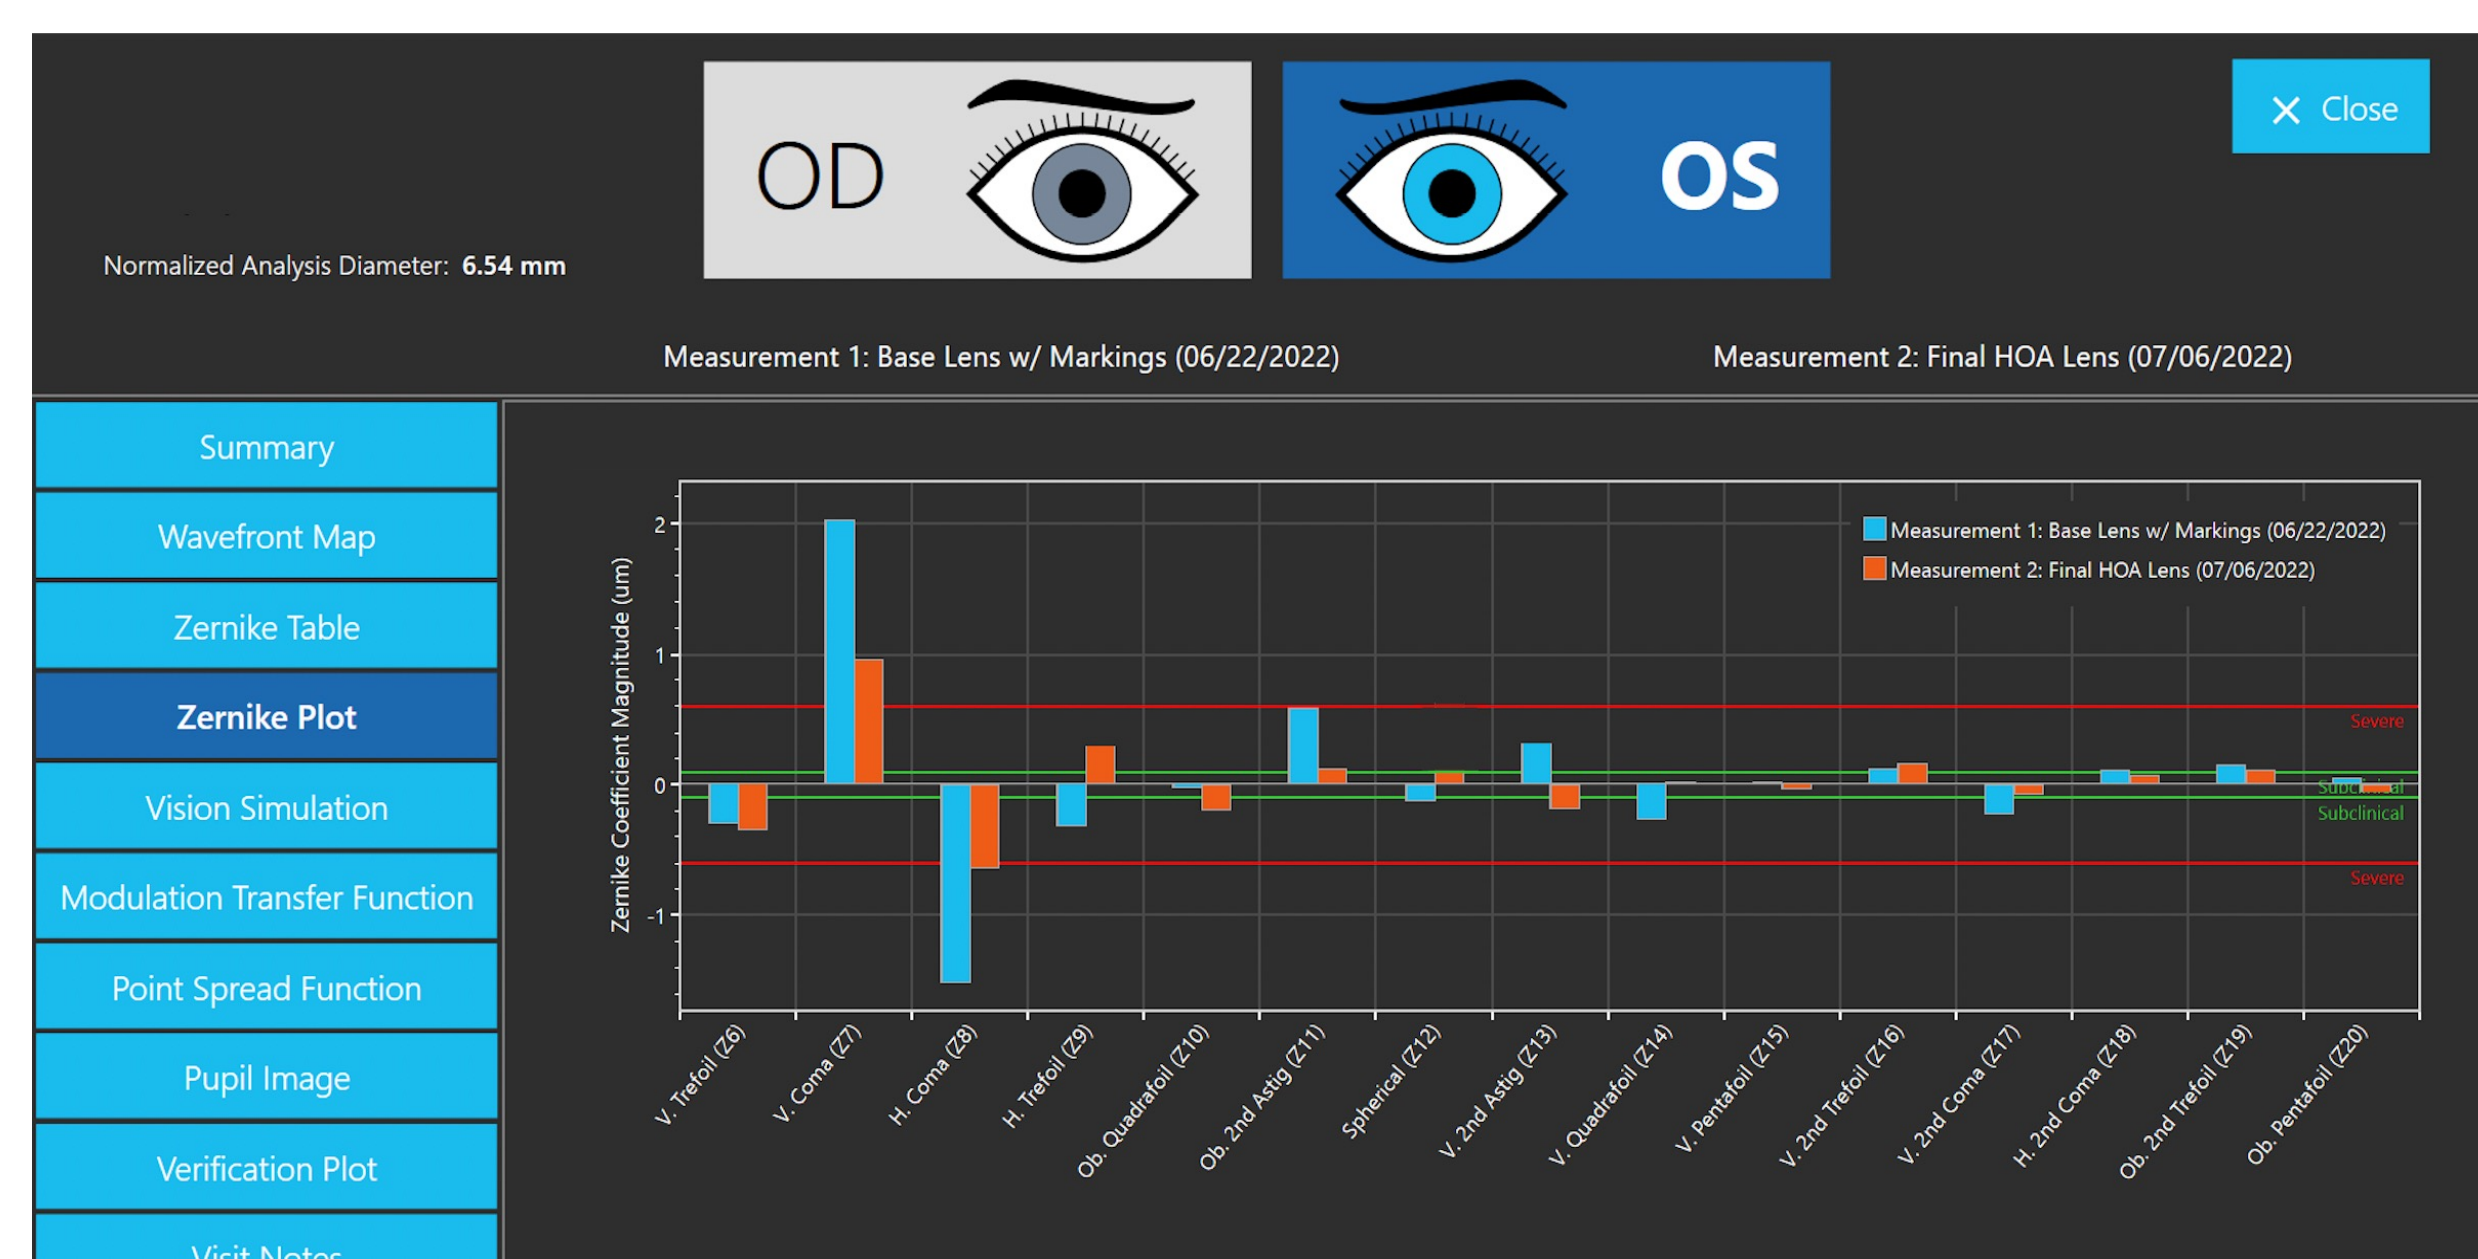 OD
OS
× Close
Normalized Analysis Diameter: 6.54 mm
Measurement 1: Base Lens w/ Markings (06/22/2022)
Measurement 2: Final HOA Lens (07/06/2022)
Summary
Wavefront Map
Zernike Table
Zernike Plot
Vision Simulation
Modulation Transfer Function
Point Spread Function
Pupil Image
Verification Plot
Visit Notes
Zernike Coefficient Magnitude (um)
2
1
0
-1
Measurement 1: Base Lens w/ Markings (06/22/2022)
Measurement 2: Final HOA Lens (07/06/2022)
Severe
Subclinical
Subclinical
Severe
V. Trefoil (Z6)
V. Coma (Z7)
H. Coma (Z8)
H. Trefoil (Z9)
Ob. Quadrafoil (Z10)
Ob. 2nd Astig (Z11)
Spherical (Z12)
V. 2nd Astig (Z13)
V. Quadrafoil (Z14)
V. Pentafoil (Z15)
V. 2nd Trefoil (Z16)
V. 2nd Coma (Z17)
H. 2nd Coma (Z18)
Ob. 2nd Trefoil (Z19)
Ob. Pentafoil (Z20)